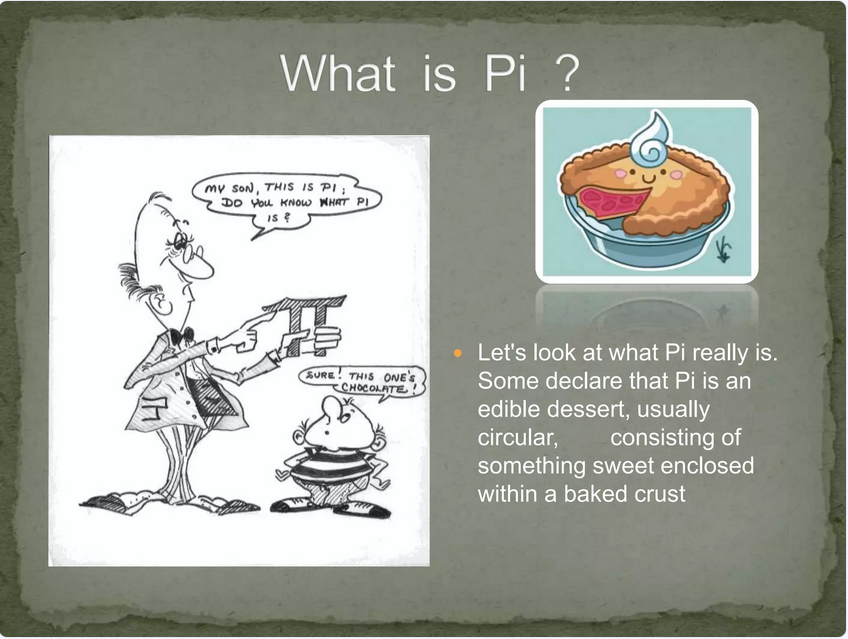 What is Pi ?
MY SON, THIS IS PI ;
DO YOU KNOW WHAT PI
IS ?
SURE! THIS ONE'S
CHOCOLATE!
Let's look at what Pi really is.
Some declare that Pi is an
edible dessert, usually
circular, consisting of
something sweet enclosed
within a baked crust